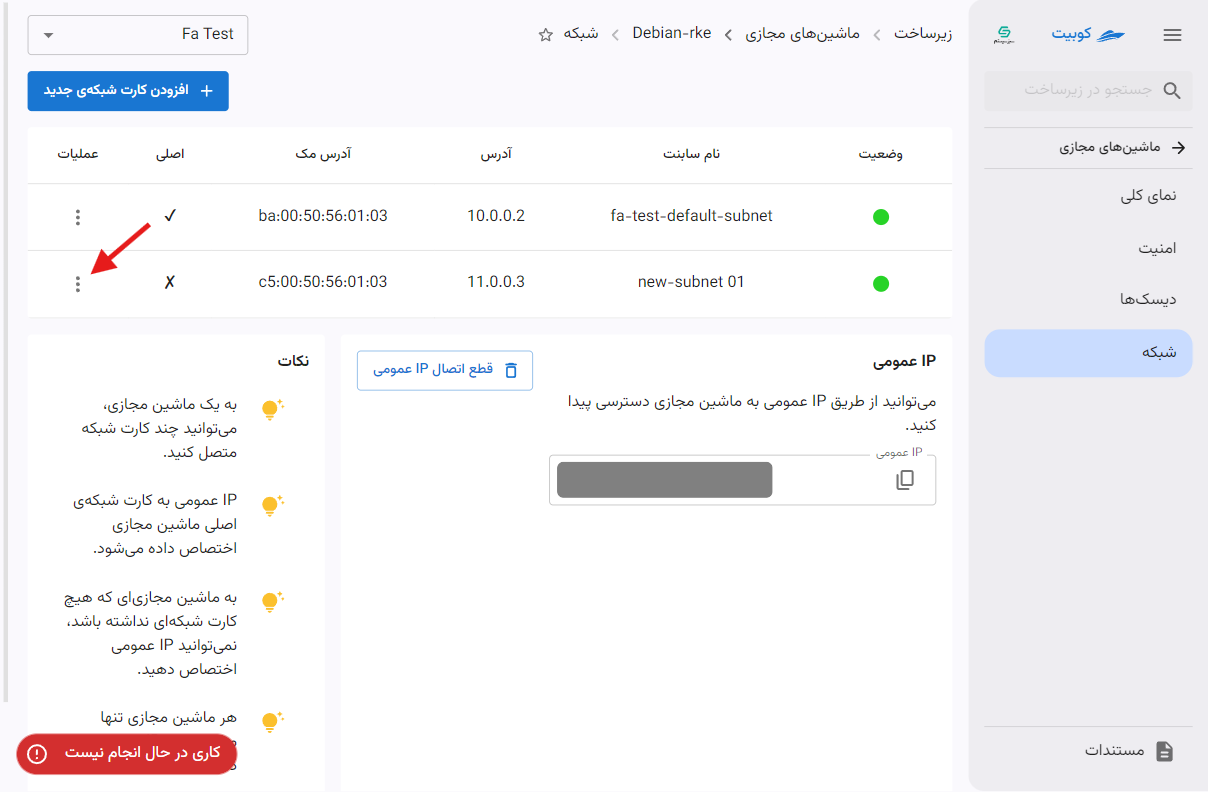 کوبیت
جستجو در زیرساخت
ماشین‌های مجازی
نمای کلی
امنیت
دیسک‌ها
شبکه
مستندات
زیرساخت > ماشین‌های مجازی > Debian-rke > شبکه
Fa Test
افزودن کارت شبکه‌ی جدید +
وضعیت نام سابنت آدرس آدرس مک اصلی عملیات
fa-test-default-subnet 10.0.0.2 ba:00:50:56:01:03 ✓
new-subnet 01 11.0.0.3 c5:00:50:56:01:03 ✗
IP عمومی
قطع اتصال IP عمومی
می‌توانید از طریق IP عمومی به ماشین مجازی دسترسی پیدا
کنید.
IP عمومی
نکات
به یک ماشین مجازی،
می‌توانید چند کارت شبکه
متصل کنید.
IP عمومی به کارت شبکه‌ی
اصلی ماشین مجازی
اختصاص داده می‌شود.
به ماشین مجازی‌ای که هیچ
کارت شبکه‌ای نداشته باشد،
نمی‌توانید IP عمومی
اختصاص دهید.
هر ماشین مجازی تنها
کاری در حال انجام نیست